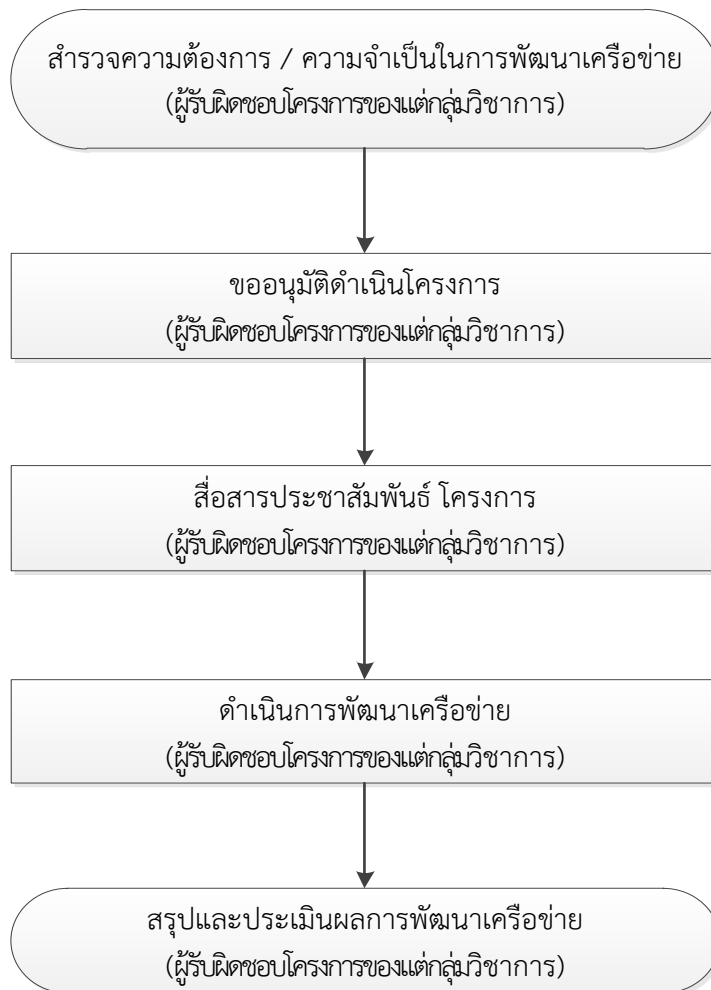 สำรวจความต้องการ / ความจำเป็นในการพัฒนาเครือข่าย
(ผู้รับผิดชอบโครงการของแต่กลุ่มวิชาการ)
ขออนุมัติดำเนินโครงการ
(ผู้รับผิดชอบโครงการของแต่กลุ่มวิชาการ)
สื่อสารประชาสัมพันธ์ โครงการ
(ผู้รับผิดชอบโครงการของแต่กลุ่มวิชาการ)
ดำเนินการพัฒนาเครือข่าย
(ผู้รับผิดชอบโครงการของแต่กลุ่มวิชาการ)
สรุปและประเมินผลการพัฒนาเครือข่าย
(ผู้รับผิดชอบโครงการของแต่กลุ่มวิชาการ)